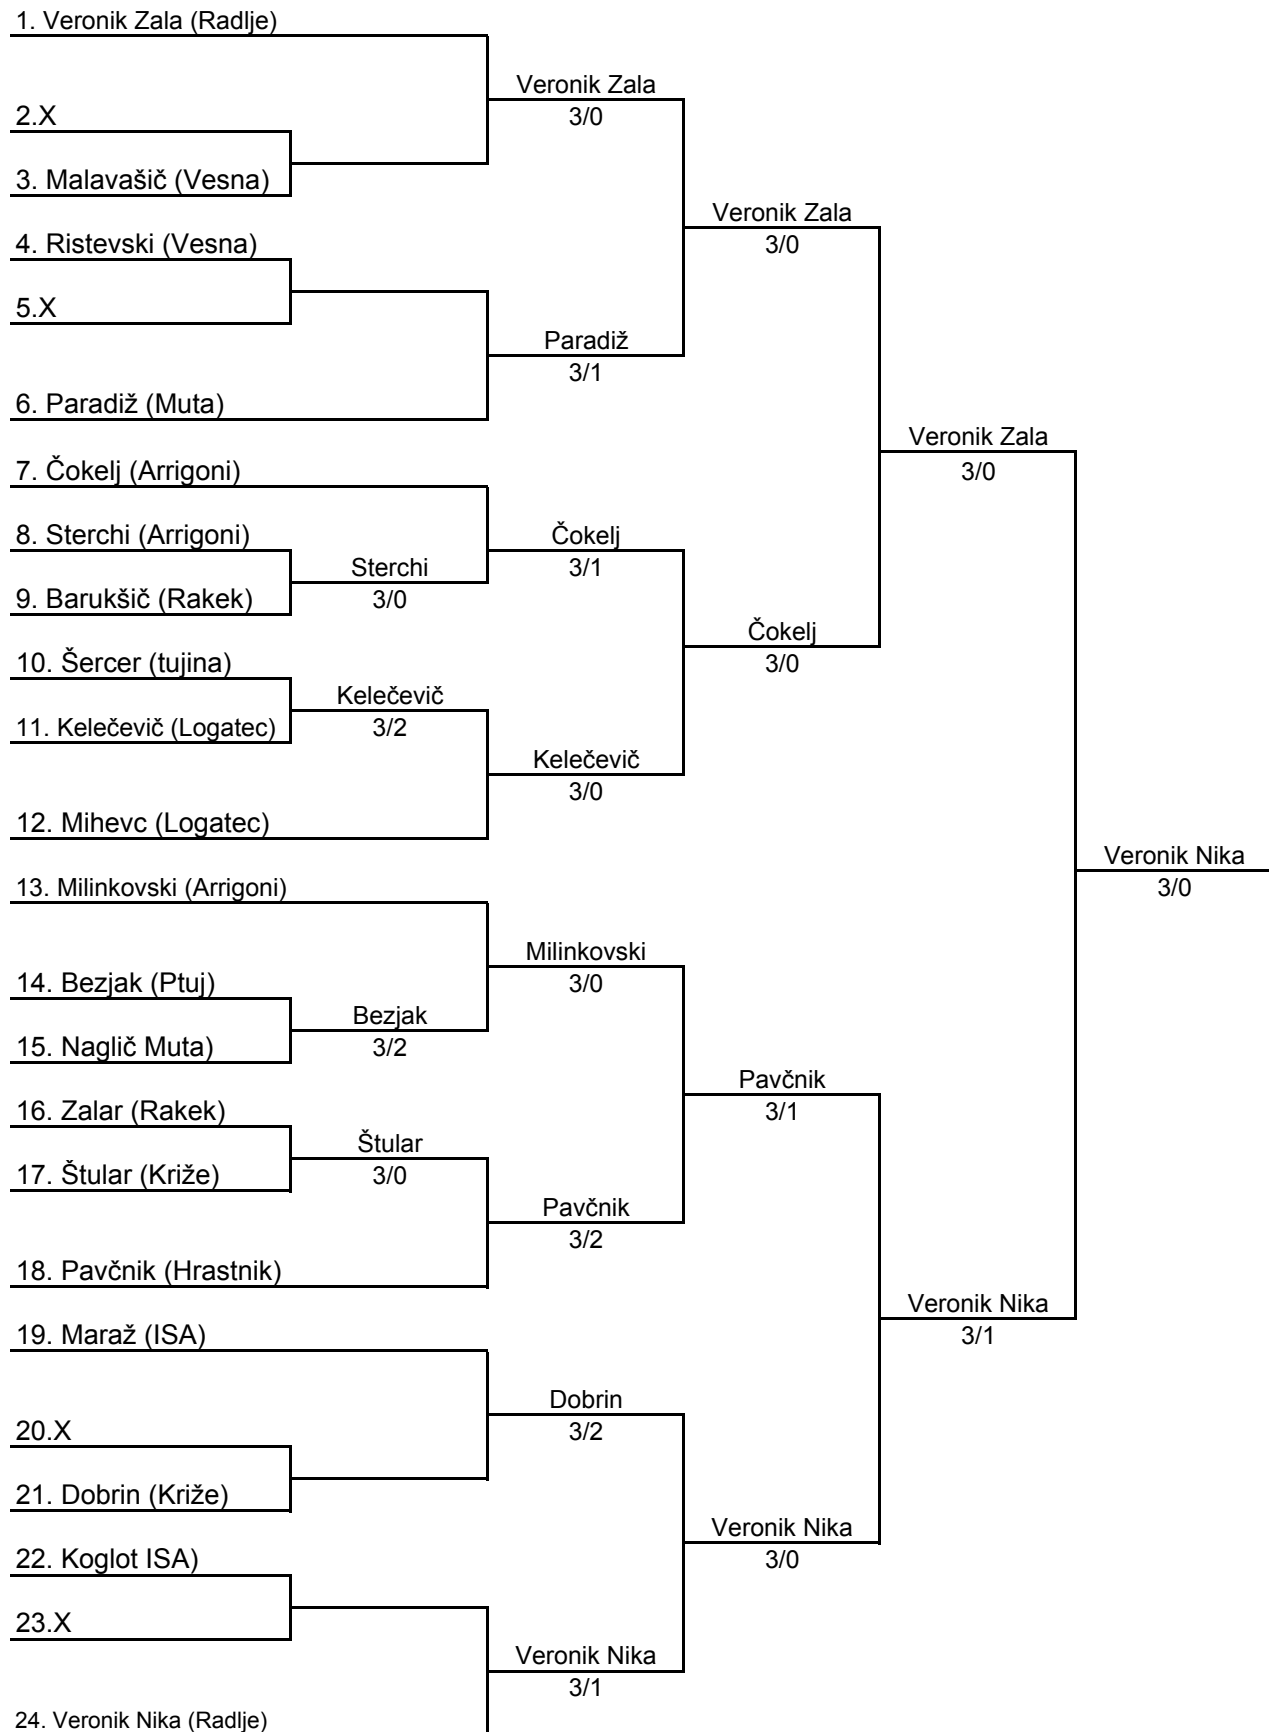 1. Veronik Zala (Radlje)
Veronik Zala
3/0
2.X
3. Malavašič (Vesna)
Veronik Zala
3/0
4. Ristevski (Vesna)
5.X
Paradiž
3/1
6. Paradiž (Muta)
Veronik Zala
3/0
7. Čokelj (Arrigoni)
8. Sterchi (Arrigoni)
Čokelj
3/1
Sterchi
3/0
9. Barukšič (Rakek)
Čokelj
3/0
10. Šercer (tujina)
Kelečevič
3/2
11. Kelečevič (Logatec)
Kelečevič
3/0
12. Mihevc (Logatec)
Veronik Nika
3/0
13. Milinkovski (Arrigoni)
Milinkovski
3/0
14. Bezjak (Ptuj)
Bezjak
3/2
15. Naglič Muta)
Pavčnik
3/1
16. Zalar (Rakek)
Štular
3/0
17. Štular (Križe)
Pavčnik
3/2
18. Pavčnik (Hrastnik)
Veronik Nika
3/1
19. Maraž (ISA)
Dobrin
3/2
20.X
21. Dobrin (Križe)
Veronik Nika
3/0
22. Koglot ISA)
23.X
Veronik Nika
3/1
24. Veronik Nika (Radlje)